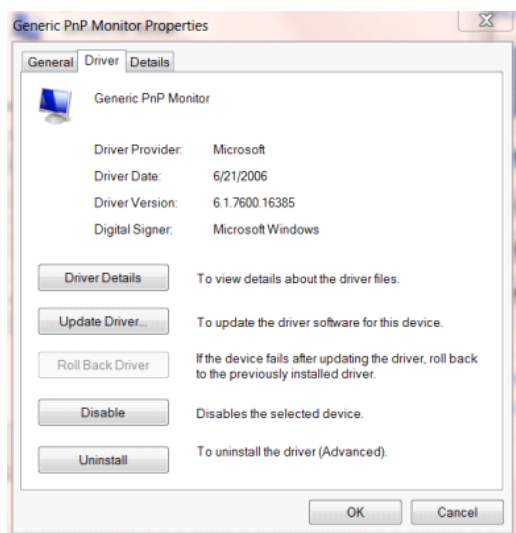 Generic PnP Monitor Properties
General Driver Details
Generic PnP Monitor
Driver Provider: Microsoft
Driver Date: 6/21/2006
Driver Version: 6.1.7600.16385
Digital Signer: Microsoft Windows
Driver Details To view details about the driver files.
Update Driver... To update the driver software for this device.
Roll Back Driver If the device fails after updating the driver, roll back
to the previously installed driver.
Disable Disables the selected device.
Uninstall To uninstall the driver (Advanced).
OK Cancel